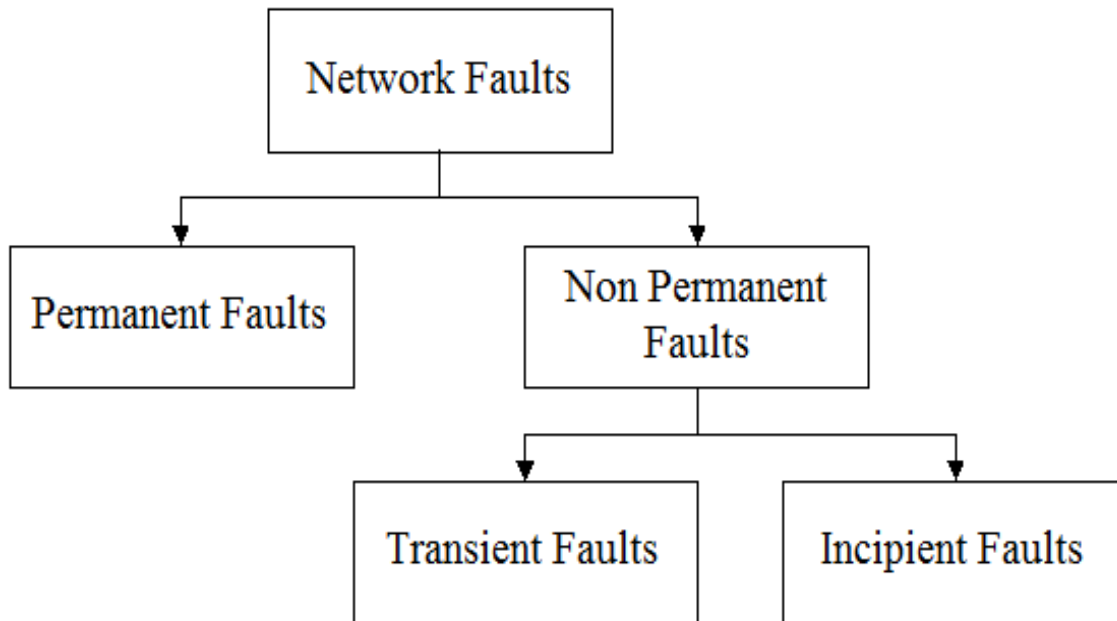 Network Faults
Permanent Faults
Non Permanent
Faults
Transient Faults
Incipient Faults